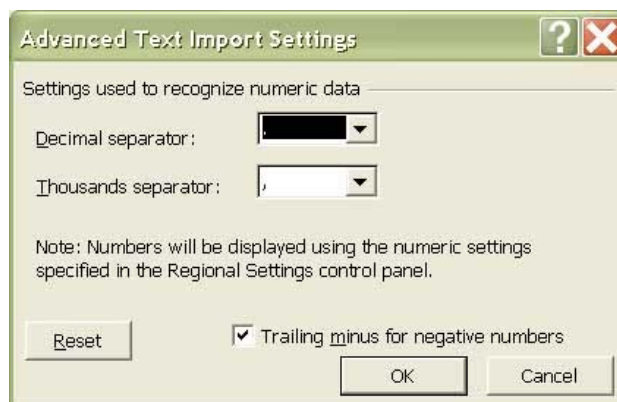 Advanced Text Import Settings
Settings used to recognize numeric data
Decimal separator: .
Thousands separator: ,
Note: Numbers will be displayed using the numeric settings
specified in the Regional Settings control panel.
Reset
Trailing minus for negative numbers
OK
Cancel